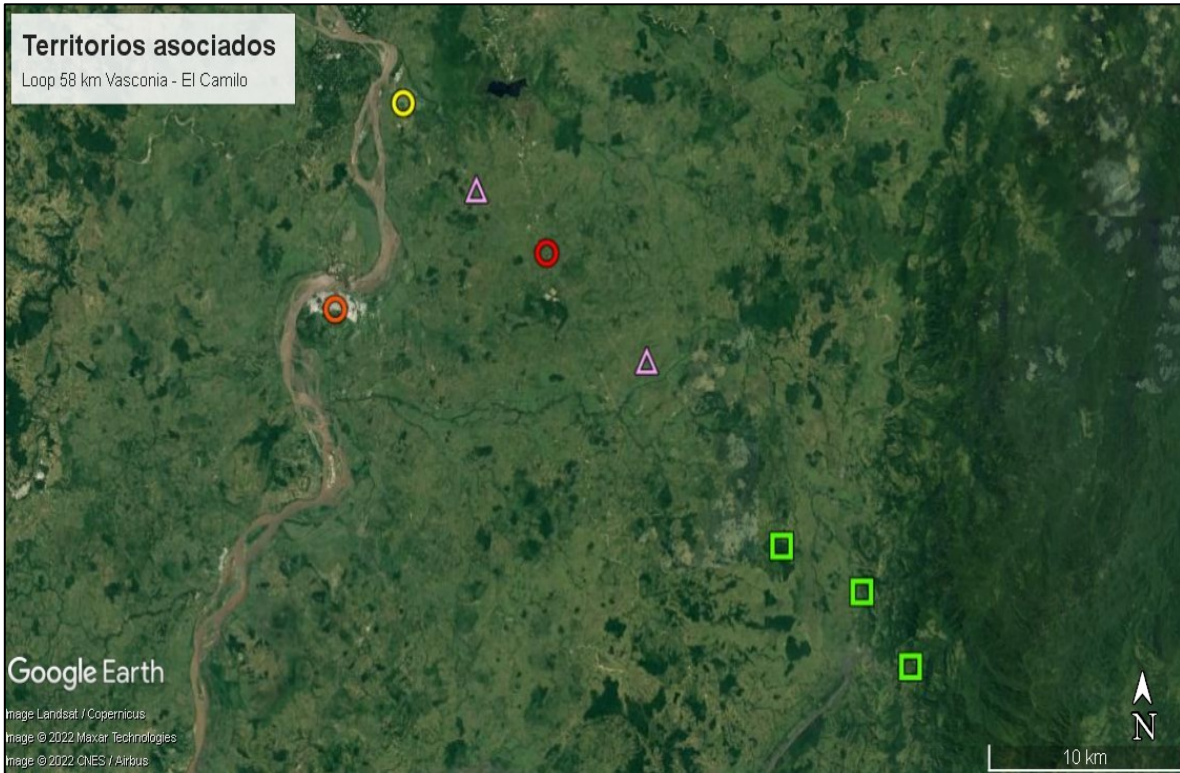 Territorios asociados
Loop 58 km Vasconia - El Camilo
Google Earth
Image Landsat / Copernicus
Image © 2022 Maxar Technologies
Image © 2022 CNES / Airbus
N
10 km